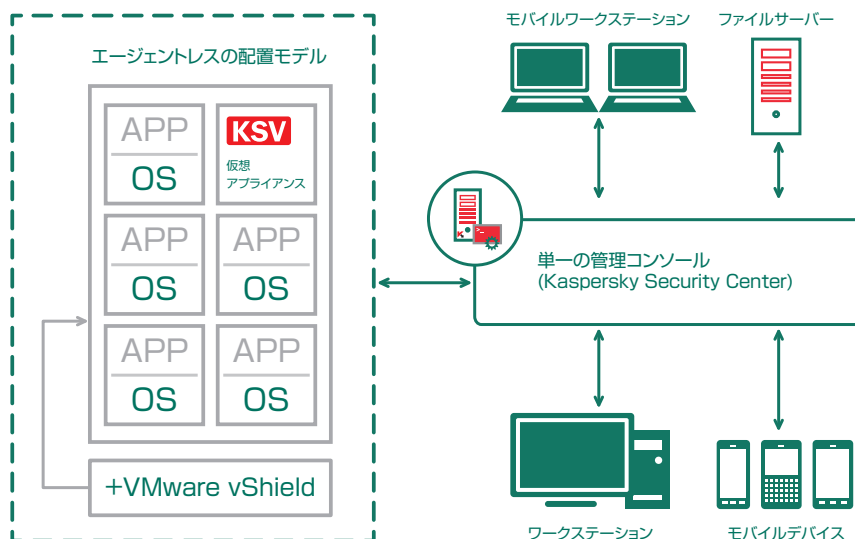 エージェントレスの配置モデル
APP
OS
KSV
仮想
アプライアンス
APP
OS
APP
OS
APP
OS
APP
OS
+VMware vShield
モバイルワークステーション
ファイルサーバー
単一の管理コンソール
(Kaspersky Security Center)
ワークステーション
モバイルデバイス